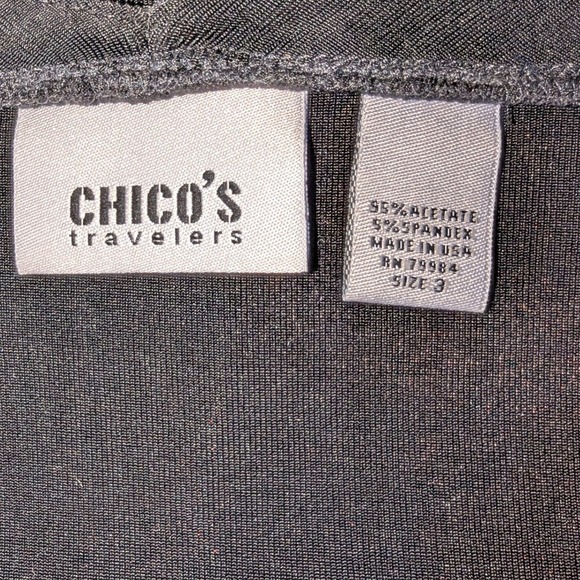 CHICO'S
travelers
95% ACETATE
5% SPANDEX
MADE IN USA
RN 79984
SIZE 3